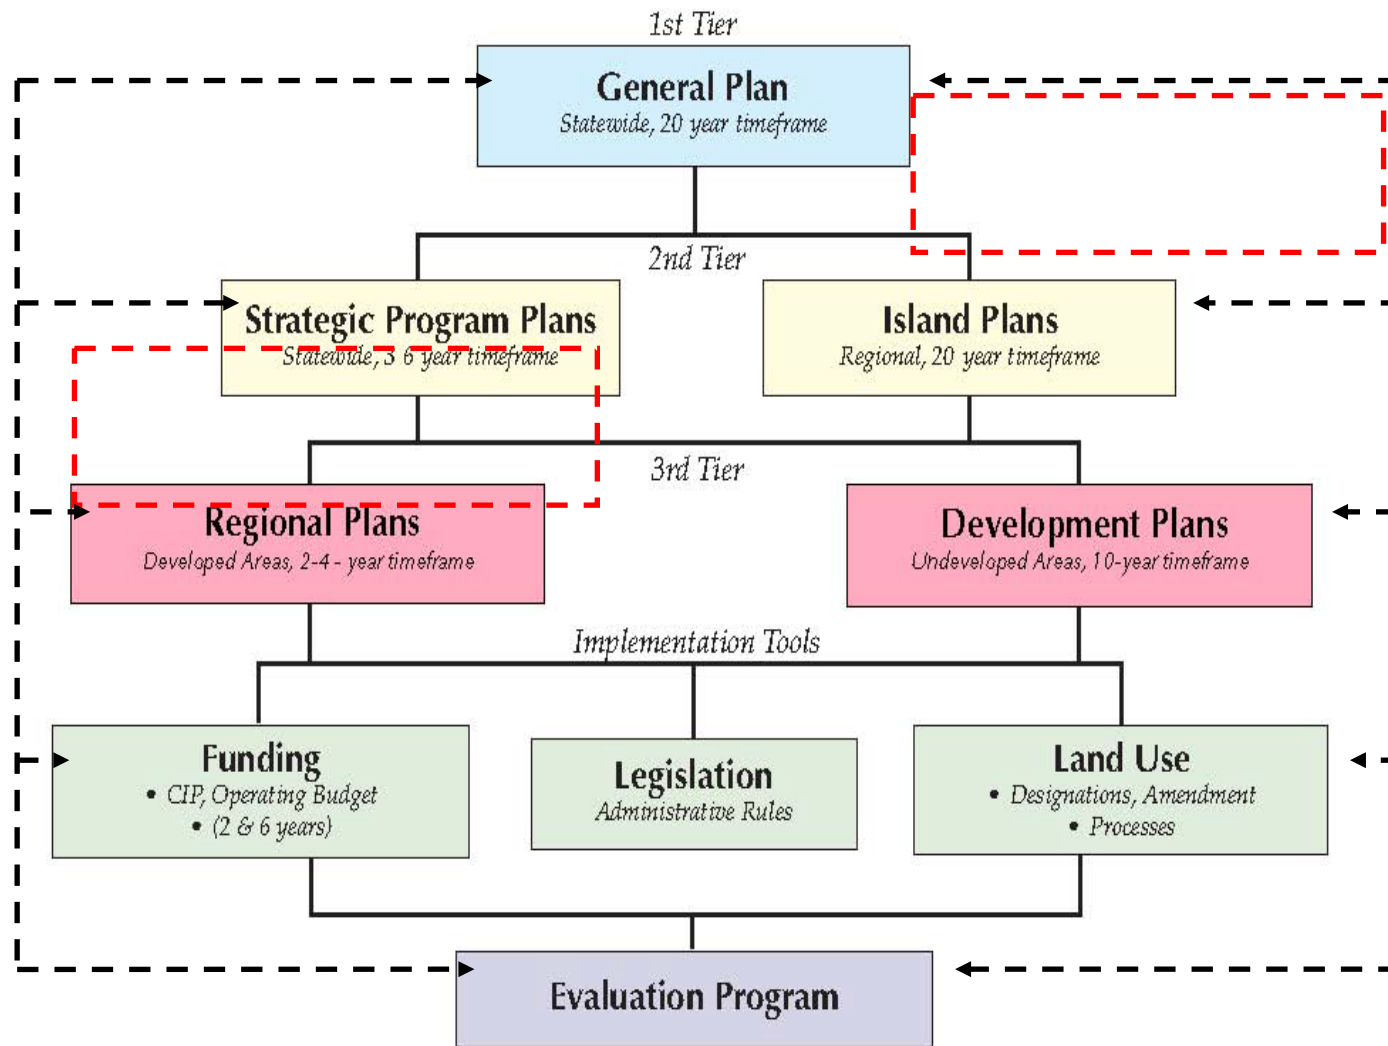 1st Tier
General Plan
Statewide, 20 year timeframe
2nd Tier
Strategic Program Plans
Statewide, 3 6 year timeframe
Island Plans
Regional, 20 year timeframe
3rd Tier
Regional Plans
Developed Areas, 2-4 - year timeframe
Development Plans
Undeveloped Areas, 10-year timeframe
Implementation Tools
Funding
• CIP, Operating Budget
• (2 & 6 years)
Legislation
Administrative Rules
Land Use
• Designations, Amendment
• Processes
Evaluation Program